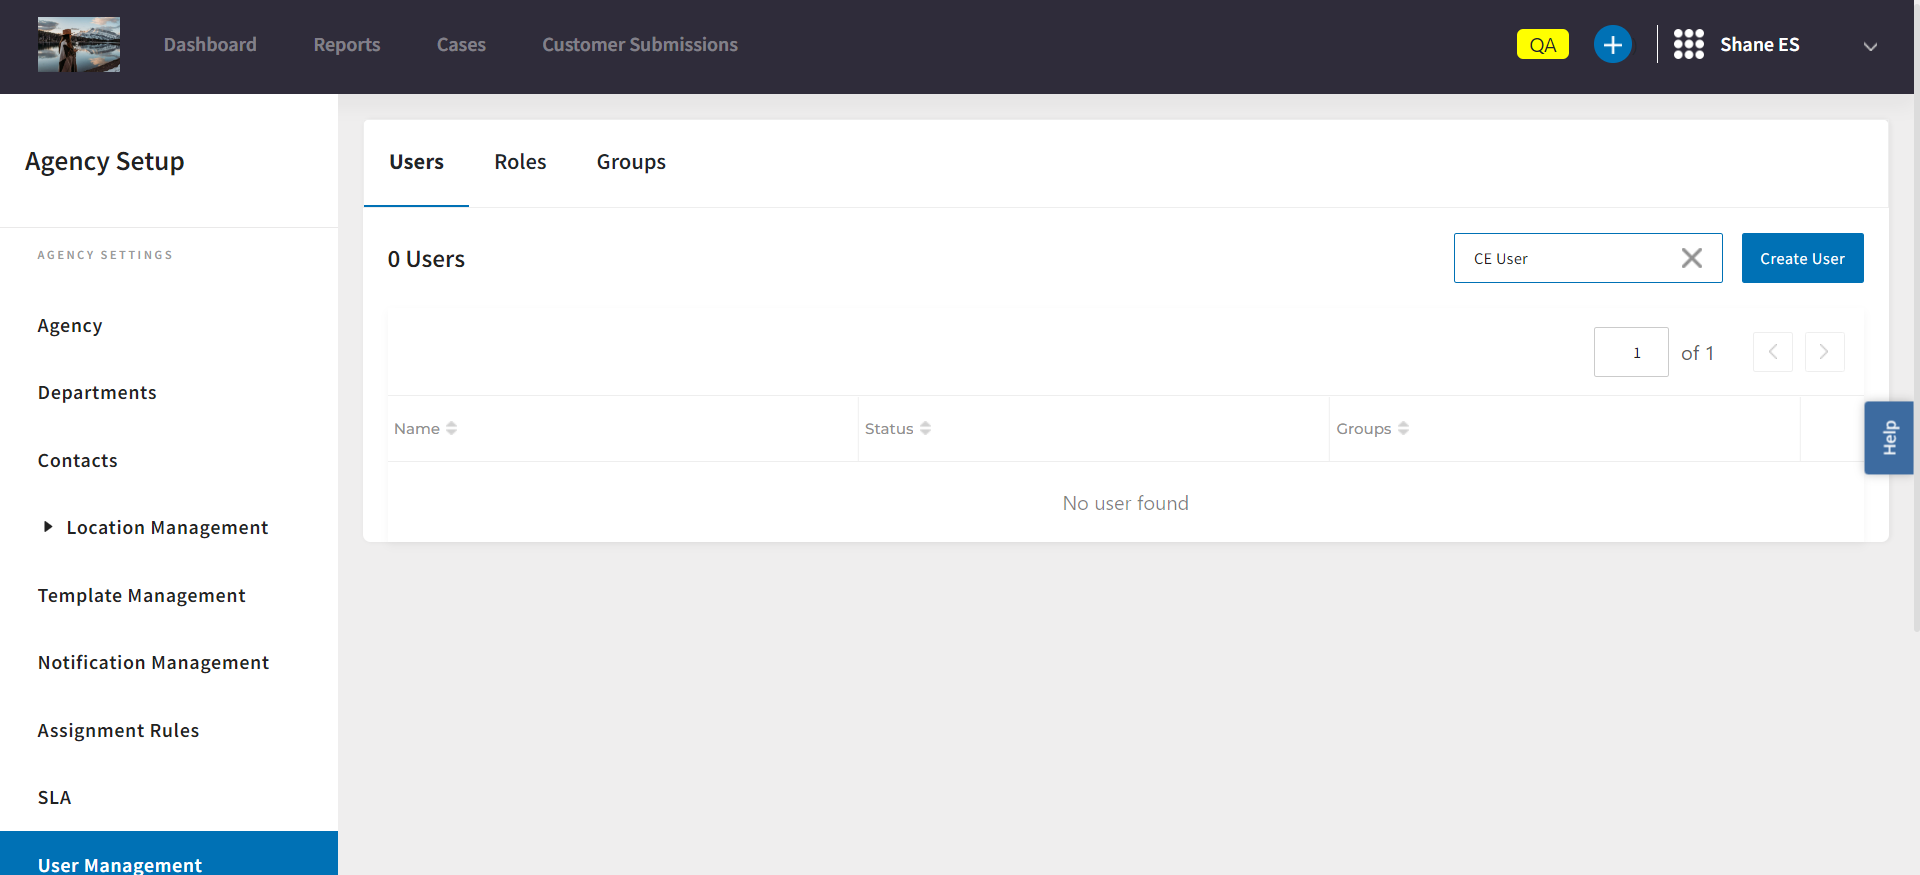 Dashboard
Reports
Cases
Customer Submissions
QA
Shane ES
Agency Setup
AGENCY SETTINGS
Agency
Departments
Contacts
Location Management
Template Management
Notification Management
Assignment Rules
SLA
User Management
Users
Roles
Groups
0 Users
CE User
Create User
1
of 1
Name
Status
Groups
No user found
Help